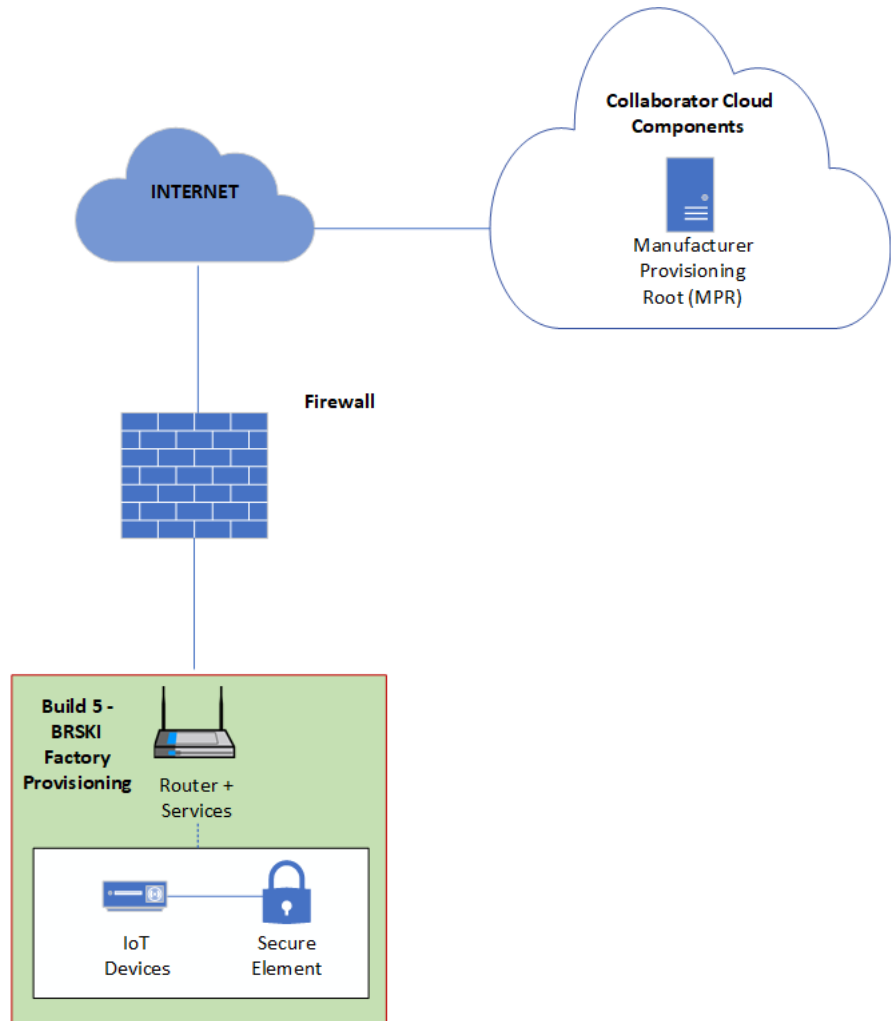 Collaborator Cloud
Components
INTERNET
Manufacturer
Provisioning
Root (MPR)
Firewall
Build 5 -
BRSKI
Factory
Provisioning
Router +
Services
IoT
Devices
Secure
Element